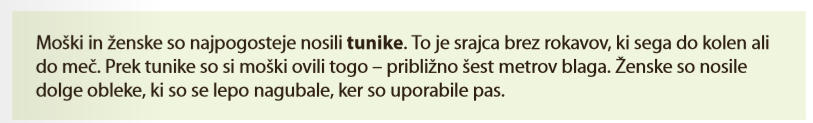 Moški in ženske so najpogosteje nosili tunike. To je srajca brez rokavov, ki sega do kolen ali
do meč. Prek tunike so si moški ovili togo – približno šest metrov blaga. Ženske so nosile
dolge obleke, ki so se lepo nagubale, ker so uporabile pas.